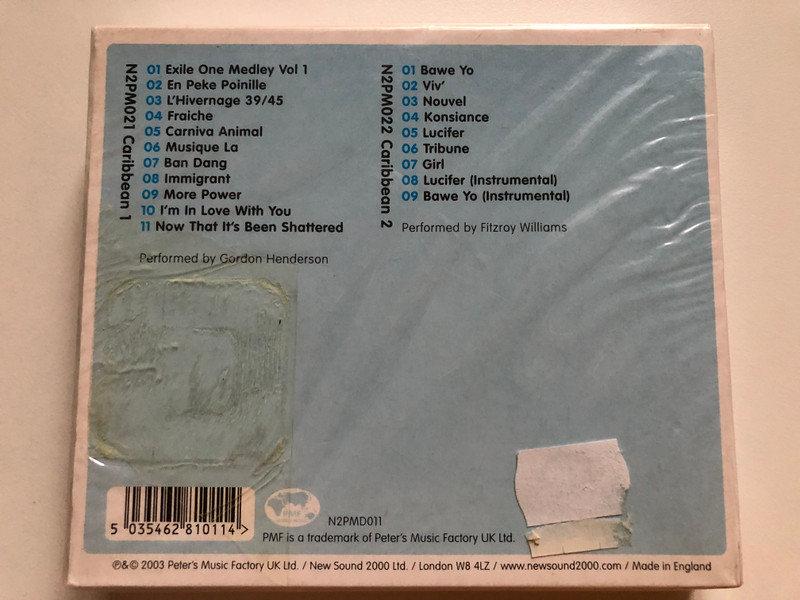 N2PM021 Caribbean 1
01 Exile One Medley Vol 1
02 En Peke Poinille
03 L'Hivernage 39/45
04 Fraiche
05 Carniva Animal
06 Musique La
07 Ban Dang
08 Immigrant
09 More Power
10 I'm In Love With You
11 Now That It's Been Shattered
Performed by Gordon Henderson
N2PM022 Caribbean 2
01 Bawe Yo
02 Viv'
03 Nouvel
04 Konsiance
05 Lucifer
06 Tribune
07 Girl
08 Lucifer (Instrumental)
09 Bawe Yo (Instrumental)
Performed by Fitzroy Williams
5 035462 810114 >
PMF
N2PMD011
PMF is a trademark of Peter's Music Factory UK Ltd.
℗&© 2003 Peter's Music Factory UK Ltd. / New Sound 2000 Ltd. / London W8 4LZ / www.newsound2000.com / Made in England